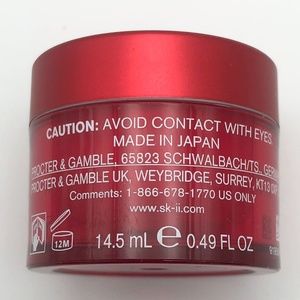 CAUTION: AVOID CONTACT WITH EYES.
MADE IN JAPAN
PROCTER & GAMBLE, 65823 SCHWALBACH/TS.,
PROCTER & GAMBLE UK, WEYBRIDGE, SURREY, KT13
Comments: 1-866-678-1770 US ONLY
www.sk-ii.com
12M
14.5 mL e 0.49 FL OZ